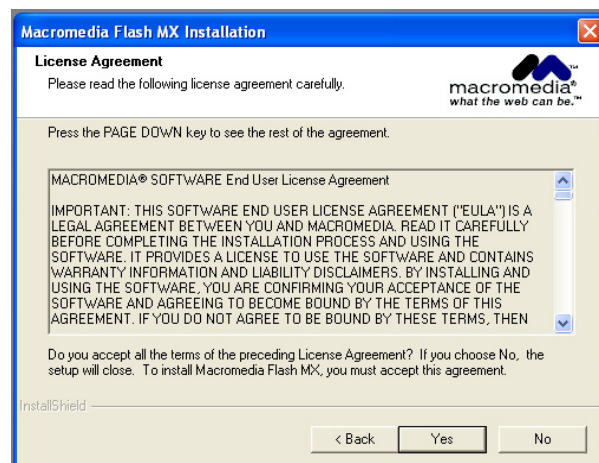 Macromedia Flash MX Installation
License Agreement
Please read the following license agreement carefully.
macromedia®
what the web can be.™
Press the PAGE DOWN key to see the rest of the agreement.
MACROMEDIA® SOFTWARE End User License Agreement
IMPORTANT: THIS SOFTWARE END USER LICENSE AGREEMENT ("EULA") IS A
LEGAL AGREEMENT BETWEEN YOU AND MACROMEDIA. READ IT CAREFULLY
BEFORE COMPLETING THE INSTALLATION PROCESS AND USING THE
SOFTWARE. IT PROVIDES A LICENSE TO USE THE SOFTWARE AND CONTAINS
WARRANTY INFORMATION AND LIABILITY DISCLAIMERS. BY INSTALLING AND
USING THE SOFTWARE, YOU ARE CONFIRMING YOUR ACCEPTANCE OF THE
SOFTWARE AND AGREEING TO BECOME BOUND BY THE TERMS OF THIS
AGREEMENT. IF YOU DO NOT AGREE TO BE BOUND BY THESE TERMS, THEN
Do you accept all the terms of the preceding License Agreement? If you choose No, the
setup will close. To install Macromedia Flash MX, you must accept this agreement.
InstallShield
< Back Yes No